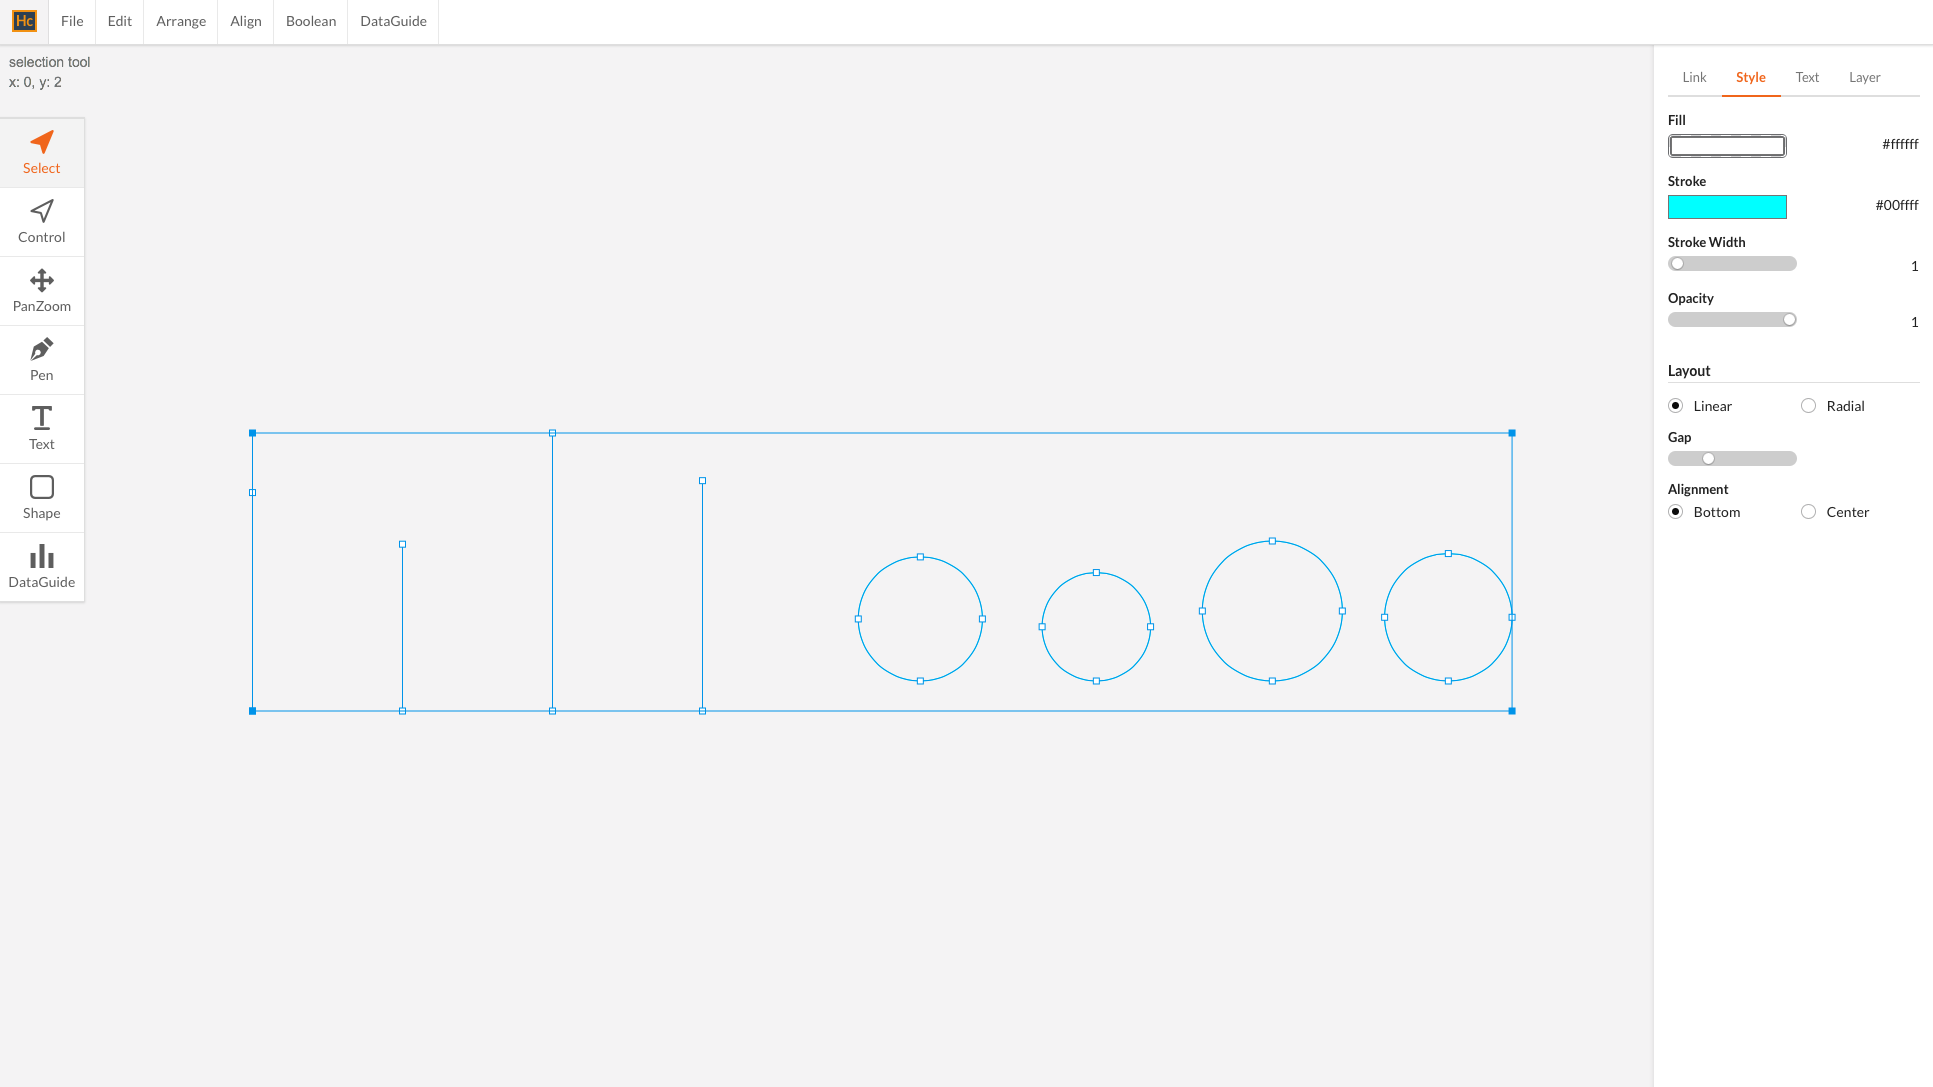 Hc File Edit Arrange Align Boolean DataGuide
selection tool
x: 0, y: 2
Select
Control
PanZoom
Pen
Text
Shape
DataGuide
Link Style Text Layer
Fill
#ffffff
Stroke
#00ffff
Stroke Width
1
Opacity
1
Layout
Linear Radial
Gap
Alignment
Bottom Center